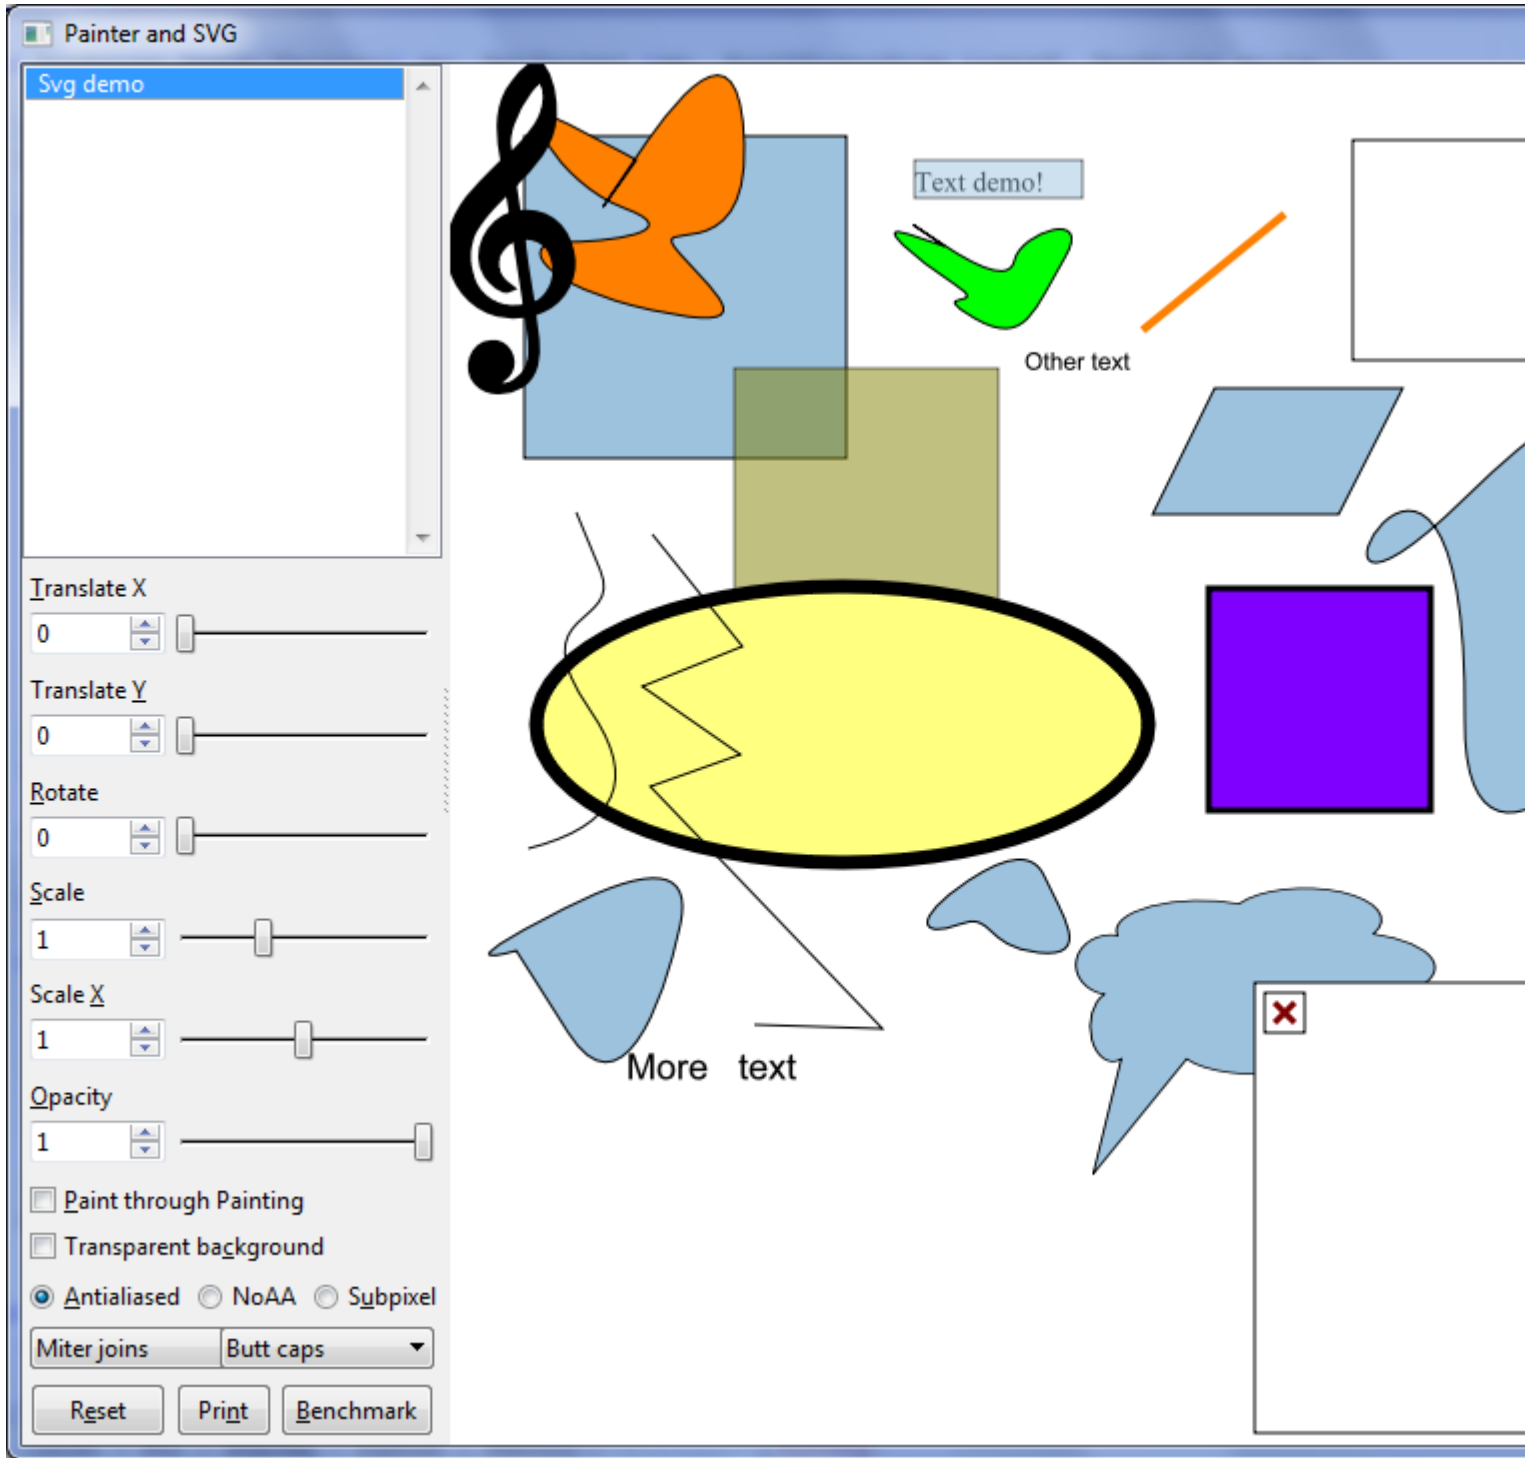 Painter and SVG
Svg demo
Translate X
0
Translate Y
0
Rotate
0
Scale
1
Scale X
1
Opacity
1
Paint through Painting
Transparent background
Antialiased NoAA Subpixel
Miter joins Butt caps
Reset Print Benchmark
Text demo!
Other text
More text